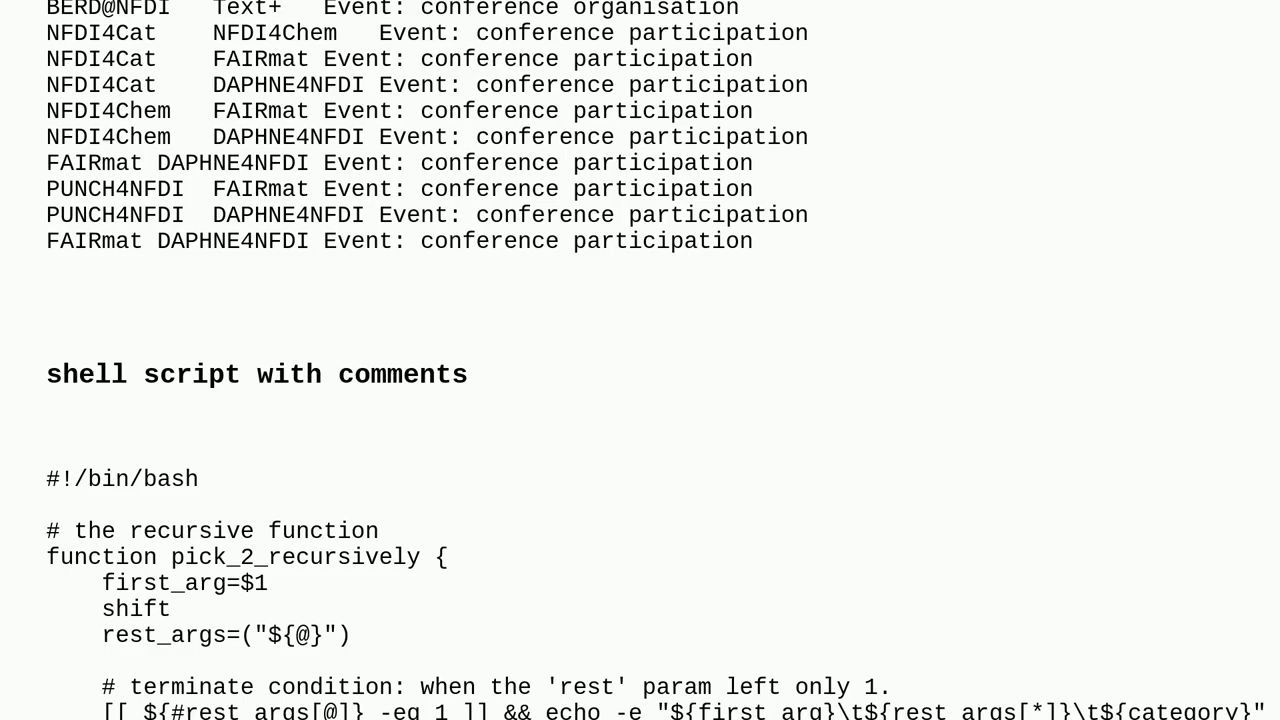 BERD@NFDI   Text+   Event: conference organisation
NFDI4Cat    NFDI4Chem   Event: conference participation
NFDI4Cat    FAIRmat Event: conference participation
NFDI4Cat    DAPHNE4NFDI Event: conference participation
NFDI4Chem   FAIRmat Event: conference participation
NFDI4Chem   DAPHNE4NFDI Event: conference participation
FAIRmat DAPHNE4NFDI Event: conference participation
PUNCH4NFDI  FAIRmat Event: conference participation
PUNCH4NFDI  DAPHNE4NFDI Event: conference participation
FAIRmat DAPHNE4NFDI Event: conference participation
shell script with comments
#!/bin/bash
# the recursive function
function pick_2_recursively {
    first_arg=$1
    shift
    rest_args=("${@}")
    # terminate condition: when the 'rest' param left only 1.
    [[ ${#rest_args[@]} -eq 1 ]] && echo -e "${first_arg}\t${rest_args[*]}\t${category}"